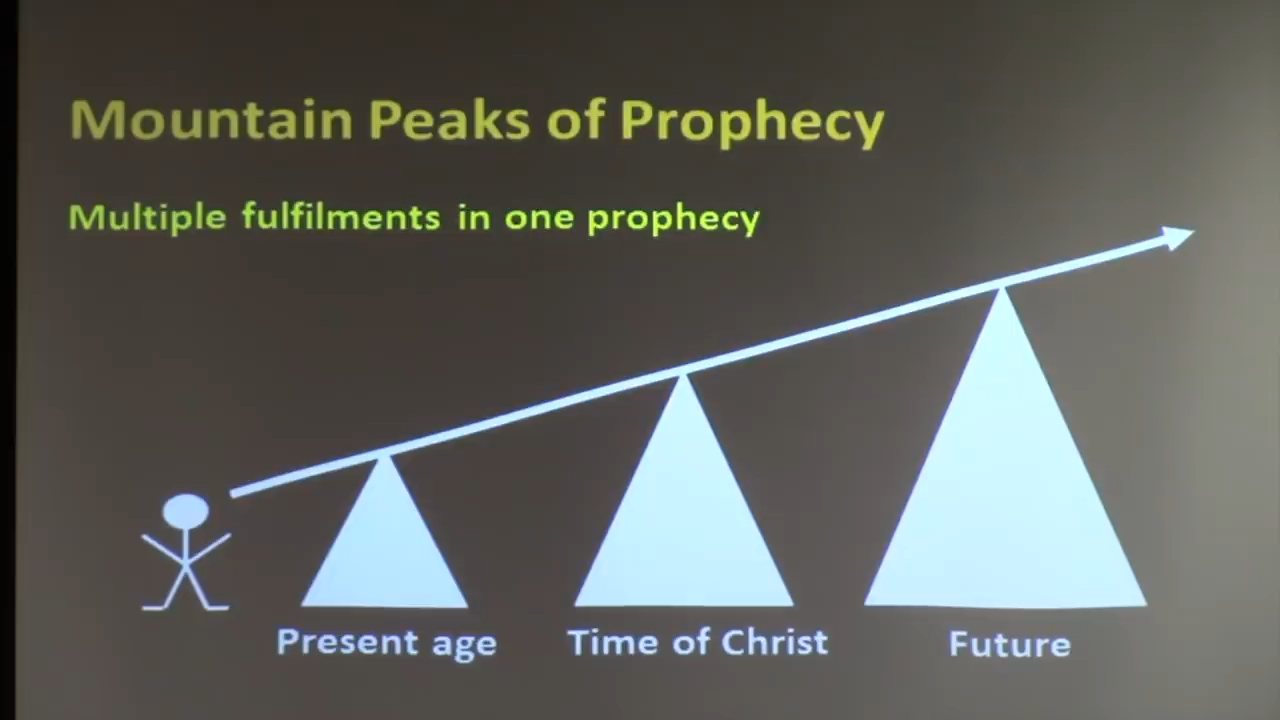 Mountain Peaks of Prophecy
Multiple fulfilments in one prophecy
Present age
Time of Christ
Future